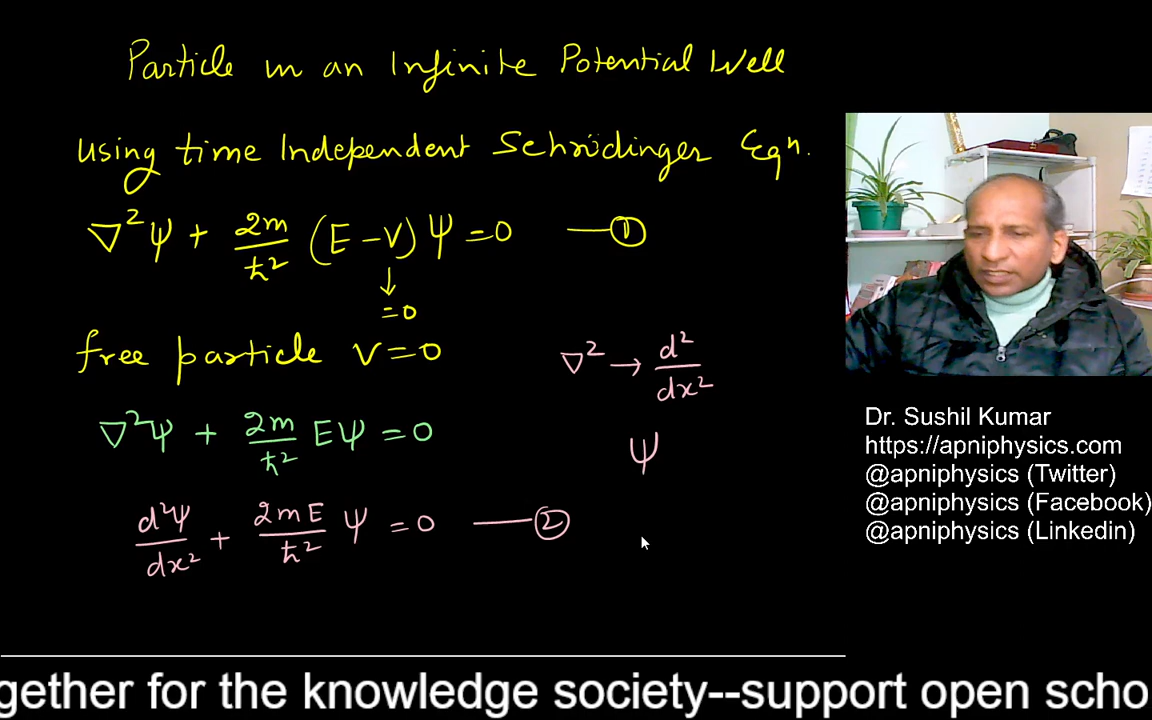 Particle in an Infinite Potential Well
using time Independent Schrödinger Eqⁿ.
∇²Ψ + 2m/ħ² (E – V) Ψ = 0 —①
↓
= 0
free particle V = 0
∇² → d²/dx²
∇²Ψ + 2m/ħ² EΨ = 0
Ψ
d²Ψ/dx² + 2mE/ħ² Ψ = 0 —②
Dr. Sushil Kumar
https://apniphysics.com
@apniphysics (Twitter)
@apniphysics (Facebook)
@apniphysics (Linkedin)
gether for the knowledge society--support open scho